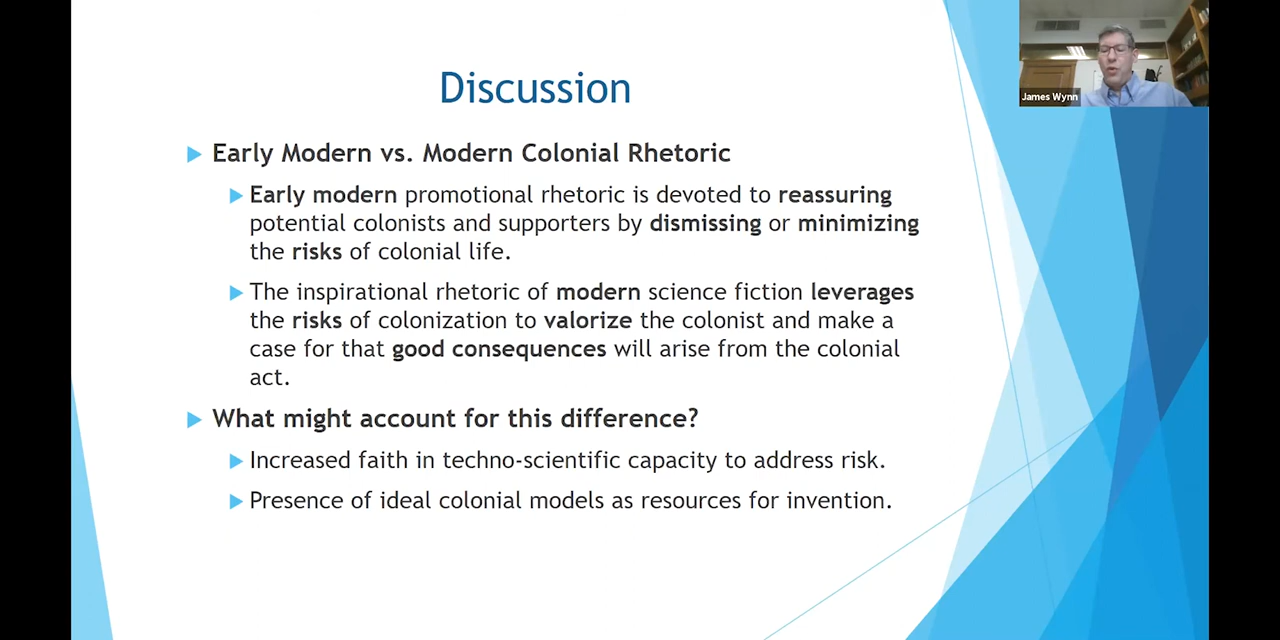 Discussion
James Wynn
Early Modern vs. Modern Colonial Rhetoric
Early modern promotional rhetoric is devoted to reassuring
potential colonists and supporters by dismissing or minimizing
the risks of colonial life.
The inspirational rhetoric of modern science fiction leverages
the risks of colonization to valorize the colonist and make a
case for that good consequences will arise from the colonial
act.
What might account for this difference?
Increased faith in techno-scientific capacity to address risk.
Presence of ideal colonial models as resources for invention.